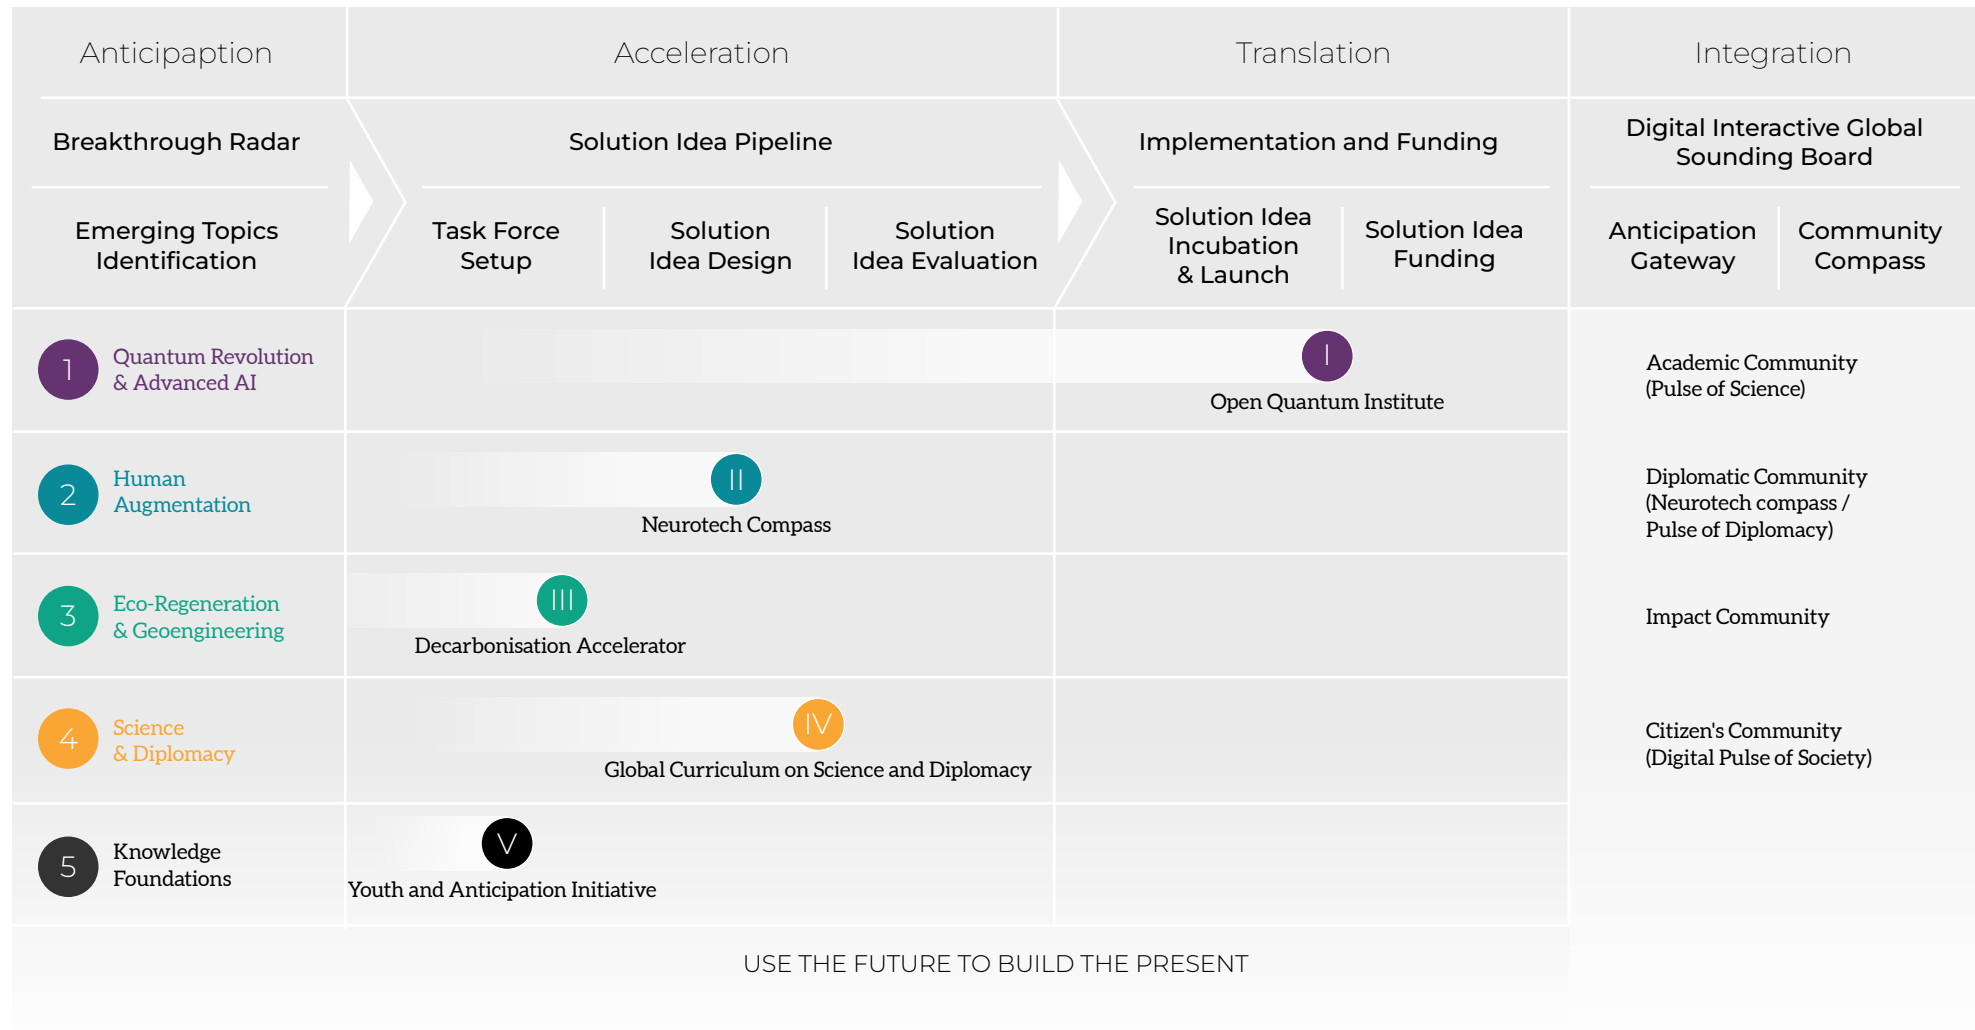 Anticipaption
Acceleration
Translation
Integration
Breakthrough Radar
Solution Idea Pipeline
Implementation and Funding
Digital Interactive Global
Sounding Board
Emerging Topics
Identification
Task Force
Setup
Solution
Idea Design
Solution
Idea Evaluation
Solution Idea
Incubation
& Launch
Solution Idea
Funding
Anticipation
Gateway
Community
Compass
1
Quantum Revolution
& Advanced AI
I
Open Quantum Institute
Academic Community
(Pulse of Science)
2
Human
Augmentation
II
Neurotech Compass
Diplomatic Community
(Neurotech compass /
Pulse of Diplomacy)
3
Eco-Regeneration
& Geoengineering
III
Decarbonisation Accelerator
Impact Community
4
Science
& Diplomacy
IV
Global Curriculum on Science and Diplomacy
Citizen's Community
(Digital Pulse of Society)
5
Knowledge
Foundations
V
Youth and Anticipation Initiative
USE THE FUTURE TO BUILD THE PRESENT